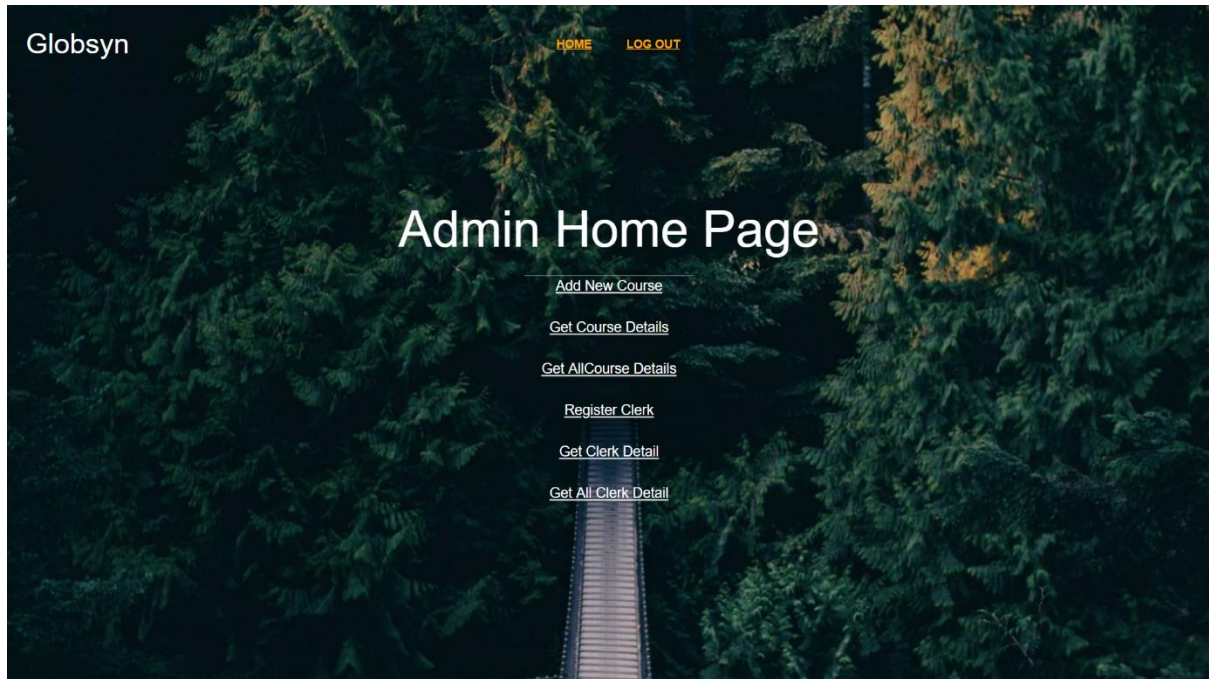 Globsyn
HOME LOG OUT
Admin Home Page
Add New Course
Get Course Details
Get AllCourse Details
Register Clerk
Get Clerk Detail
Get All Clerk Detail